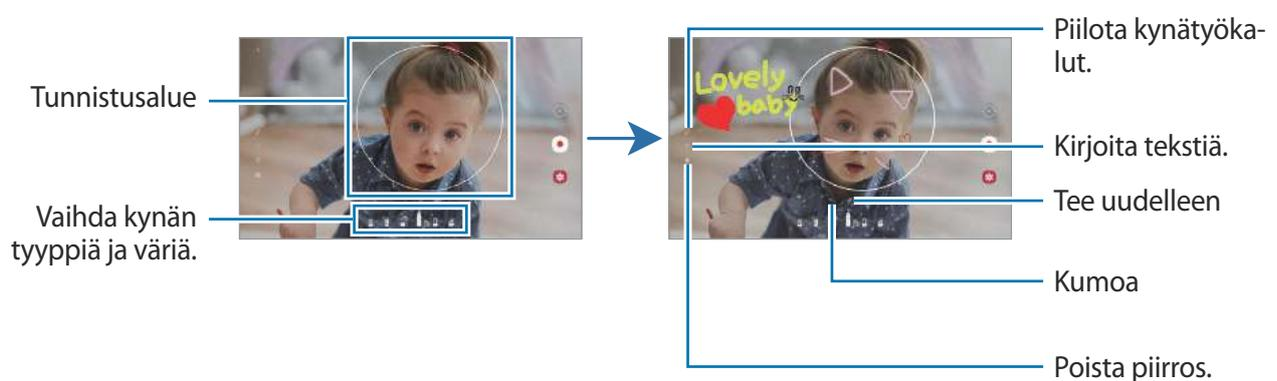 Tunnistusalue
Vaihda kynän
tyyppiä ja väriä.
Lovely
baby
Piilota kynätyöka-
lut.
Kirjoita tekstiä.
Tee uudelleen
Kumoa
Poista piirros.